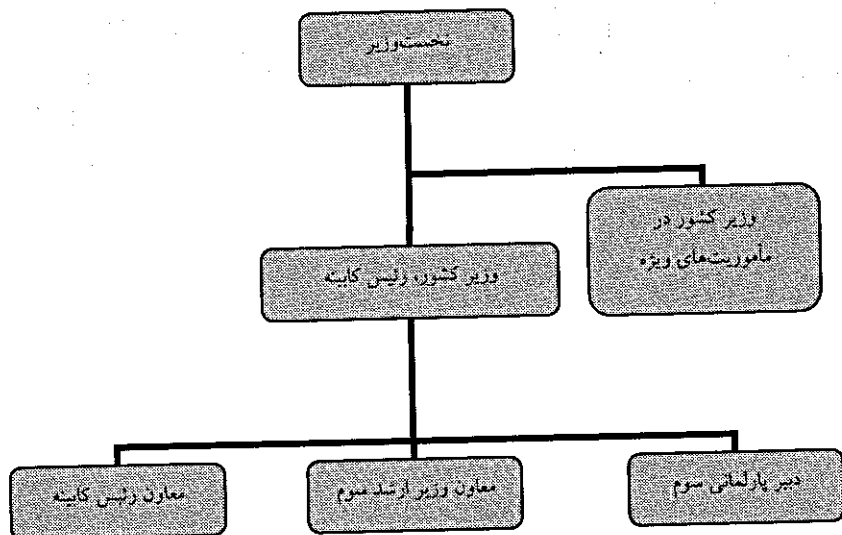 نخست‌وزیر
وزیر کشور در
مأموریت‌های ویژه
وزیر کشور، رئیس کابینه
دبیر پارلمانی سوم
معاون وزیر ارشد سوم
معاون رئیس کابینه